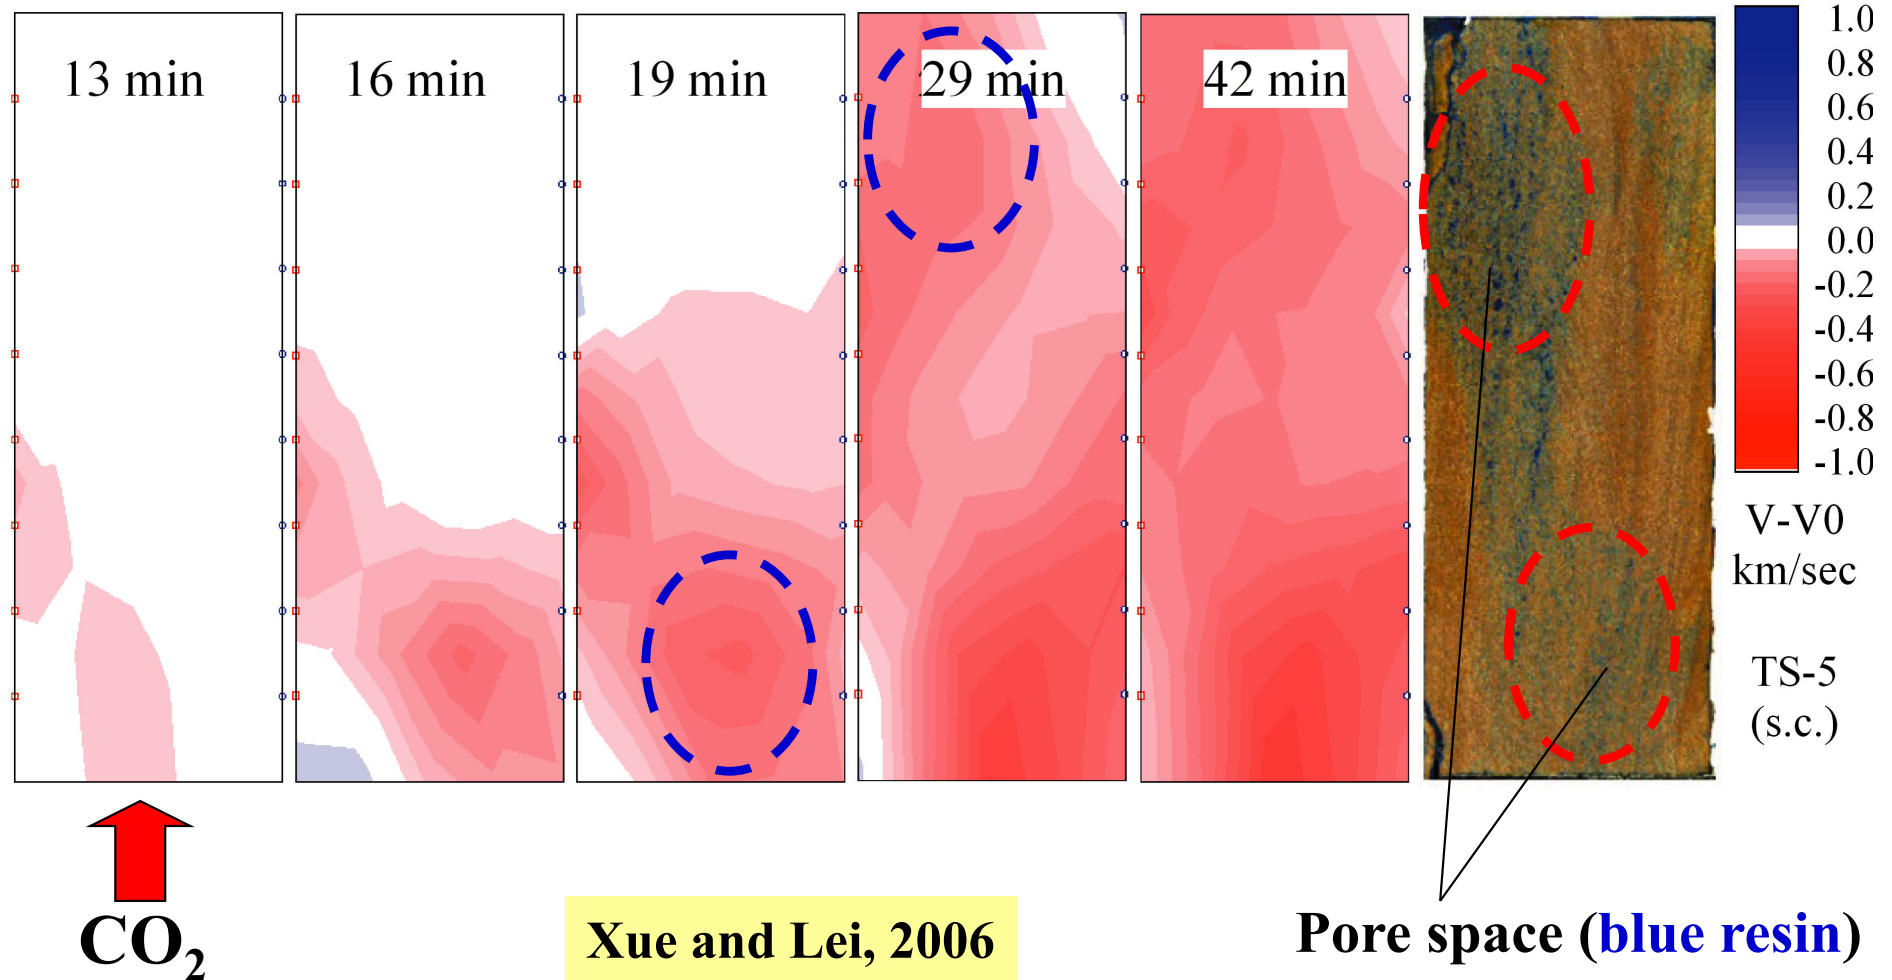 13 min
16 min
19 min
29 min
42 min
1.0
0.8
0.6
0.4
0.2
0.0
-0.2
-0.4
-0.6
-0.8
-1.0
V-V0
km/sec
TS-5
(s.c.)
CO₂
Xue and Lei, 2006
Pore space (blue resin)